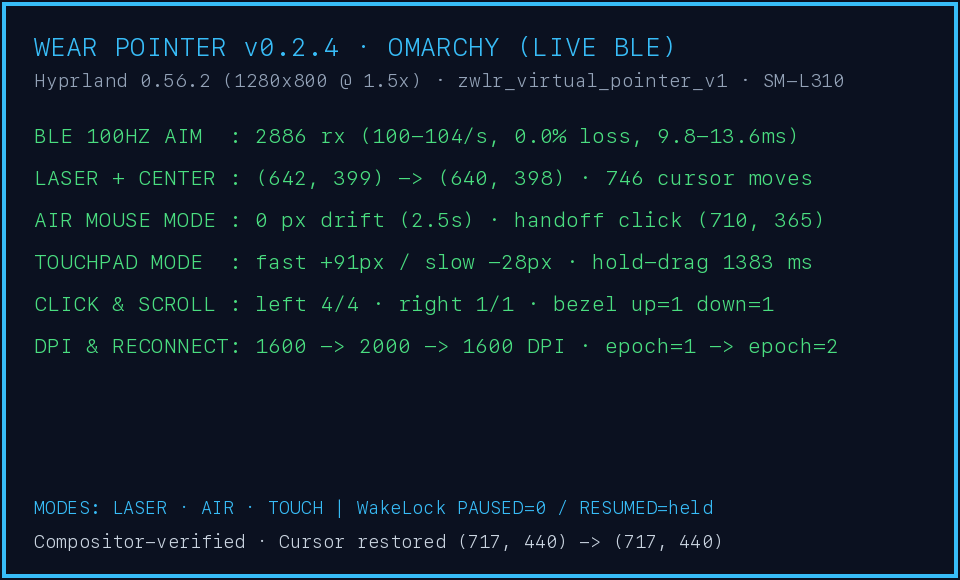 WEAR POINTER v0.2.4 · OMARCHY (LIVE BLE)
Hyprland 0.56.2 (1280x800 @ 1.5x) · zwlr_virtual_pointer_v1 · SM-L310
BLE 100HZ AIM  : 2886 rx (100-104/s, 0.0% loss, 9.8-13.6ms)
LASER + CENTER : (642, 399) -> (640, 398) · 746 cursor moves
AIR MOUSE MODE : 0 px drift (2.5s) · handoff click (710, 365)
TOUCHPAD MODE  : fast +91px / slow -28px · hold-drag 1383 ms
CLICK & SCROLL : left 4/4 · right 1/1 · bezel up=1 down=1
DPI & RECONNECT: 1600 -> 2000 -> 1600 DPI · epoch=1 -> epoch=2
MODES: LASER · AIR · TOUCH | WakeLock PAUSED=0 / RESUMED=held
Compositor-verified · Cursor restored (717, 440) -> (717, 440)